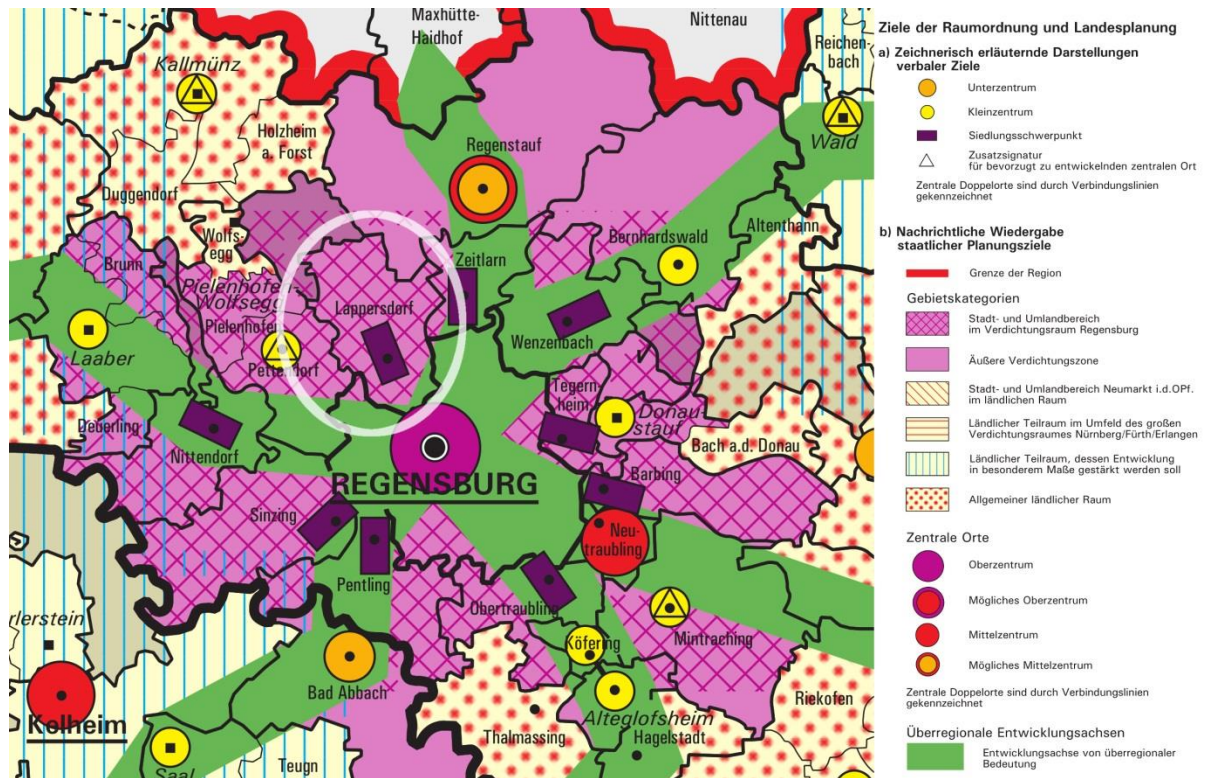 Maxhütte-
Haidhof
Nittenau
Reichen-
bach
Kallmünz
Holzheim
a. Forst
Regenstauf
Wald
Duggendorf
Wolfs-
egg
Altenthann
Bernhardswald
Zeitlarn
Brunn
Pielenhofen-
Wolfsegg
Lappersdorf
Pielenhofen
Wenzenbach
Laaber
Pettendorf
Tegern-
heim
Donau-
stauf
Deuerling
Nittendorf
Bach a.d. Donau
Barbing
REGENSBURG
Sinzing
Neu-
traubling
Pentling
Obertraubling
Mintraching
rlerstein
Köfering
Bad Abbach
Riekofen
Kelheim
Alteglofsheim
Thalmassing
Hagelstadt
Saal
Teugn
Ziele der Raumordnung und Landesplanung
a) Zeichnerisch erläuternde Darstellungen
verbaler Ziele
Unterzentrum
Kleinzentrum
Siedlungsschwerpunkt
Zusatzsignatur
für bevorzugt zu entwickelnden zentralen Ort
Zentrale Doppelorte sind durch Verbindungslinien
gekennzeichnet
b) Nachrichtliche Wiedergabe
staatlicher Planungsziele
Grenze der Region
Gebietskategorien
Stadt- und Umlandbereich
im Verdichtungsraum Regensburg
Äußere Verdichtungszone
Stadt- und Umlandbereich Neumarkt i.d.OPf.
im ländlichen Raum
Ländlicher Teilraum im Umfeld des großen
Verdichtungsraumes Nürnberg/Fürth/Erlangen
Ländlicher Teilraum, dessen Entwicklung
in besonderem Maße gestärkt werden soll
Allgemeiner ländlicher Raum
Zentrale Orte
Oberzentrum
Mögliches Oberzentrum
Mittelzentrum
Mögliches Mittelzentrum
Zentrale Doppelorte sind durch Verbindungslinien
gekennzeichnet
Überregionale Entwicklungsachsen
Entwicklungsachse von überregionaler
Bedeutung